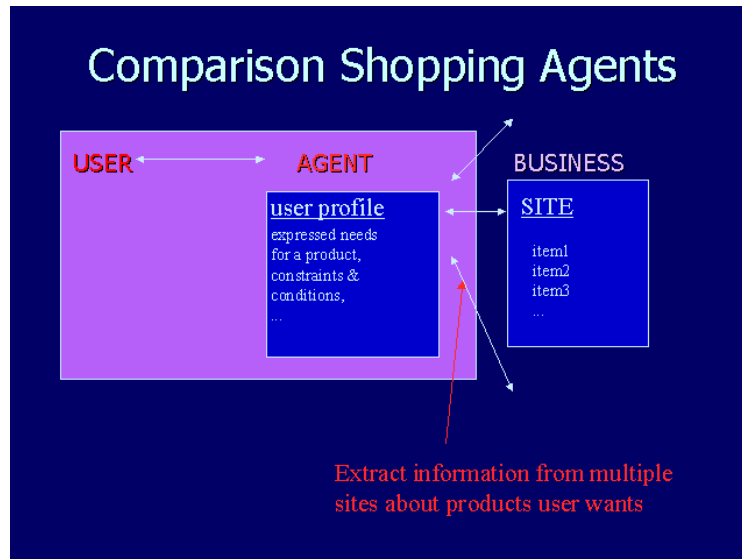 Comparison Shopping Agents
USER
AGENT
BUSINESS
user profile
expressed needs
for a product,
constraints &
conditions,
...
SITE
item1
item2
item3
...
Extract information from multiple
sites about products user wants